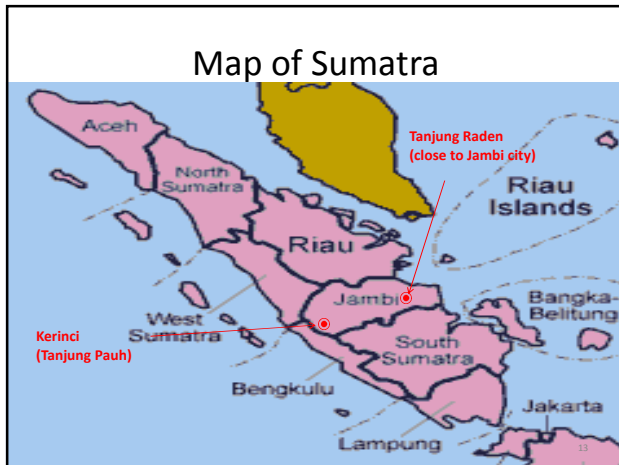 Map of Sumatra
Aceh
North
Sumatra
Tanjung Raden
(close to Jambi city)
Riau
Islands
Riau
Jambi
Bangka-
Belitung
West
Sumatra
Kerinci
(Tanjung Pauh)
South
Sumatra
Bengkulu
Jakarta
Lampung
13